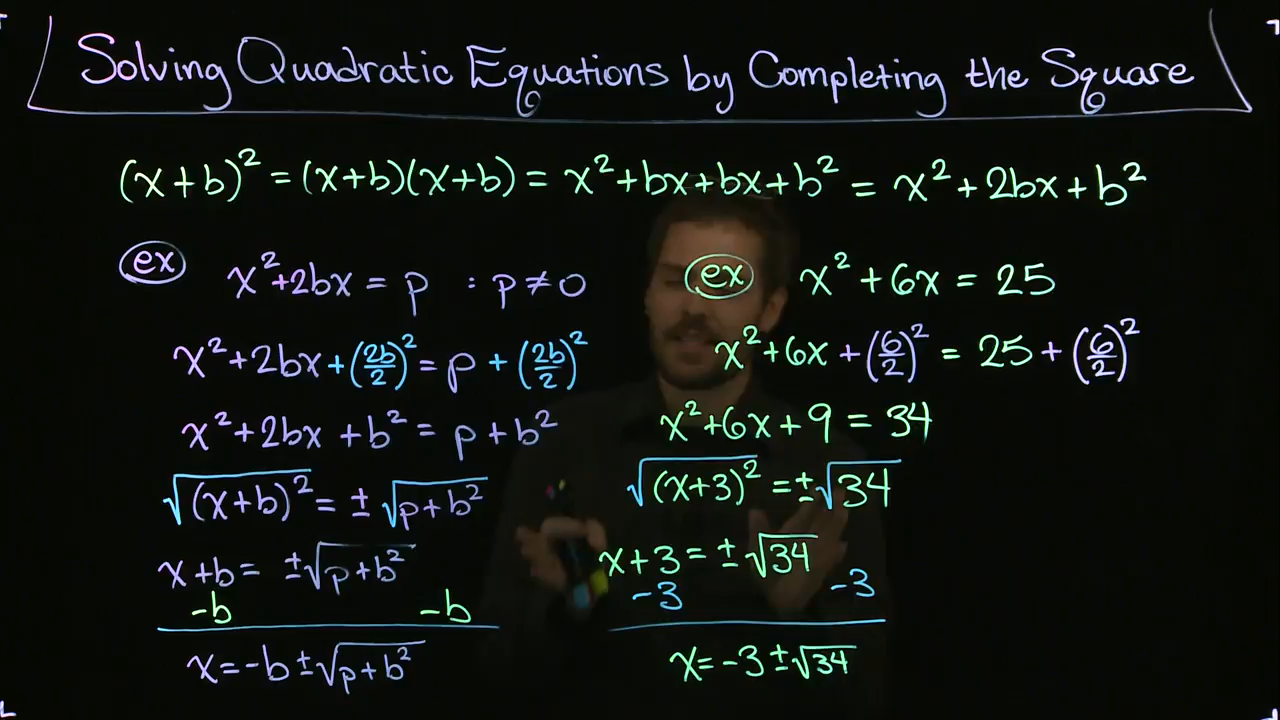 Solving Quadratic Equations by Completing the Square
(x+b)² = (x+b)(x+b) = x²+bx+bx+b² = x²+2bx+b²
ex x²+2bx = p : p≠0
x²+2bx+(2b/2)² = p+(2b/2)²
x²+2bx+b² = p+b²
√(x+b)² = ±√p+b²
x+b = ±√p+b²
-b -b
x=-b±√p+b²
ex x²+6x = 25
x²+6x+(6/2)² = 25+(6/2)²
x²+6x+9 = 34
√(x+3)² = ±√34
x+3 = ±√34
-3 -3
x=-3±√34